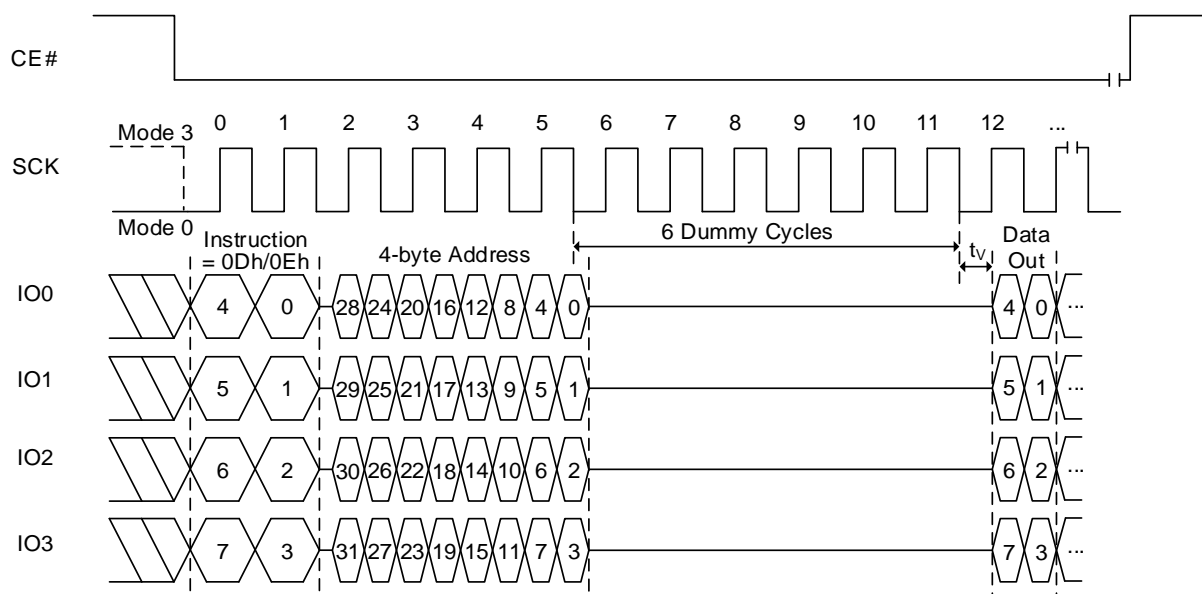 CE#
0 1 2 3 4 5 6 7 8 9 10 11 12 ...
Mode 3
SCK
Mode 0
Instruction
= 0Dh/0Eh
4-byte Address
6 Dummy Cycles
tV
Data
Out
IO0 4 0 28 24 20 16 12 8 4 0 4 0 ...
IO1 5 1 29 25 21 17 13 9 5 1 5 1 ...
IO2 6 2 30 26 22 18 14 10 6 2 6 2 ...
IO3 7 3 31 27 23 19 15 11 7 3 7 3 ...